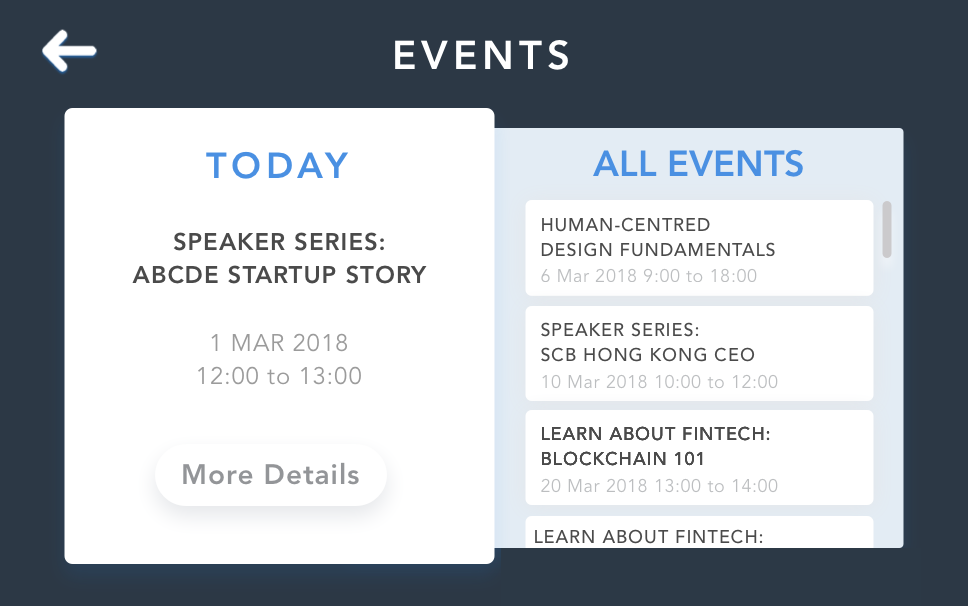 EVENTS
TODAY
SPEAKER SERIES:
ABCDE STARTUP STORY
1 MAR 2018
12:00 to 13:00
More Details
ALL EVENTS
HUMAN-CENTRED
DESIGN FUNDAMENTALS
6 Mar 2018 9:00 to 18:00
SPEAKER SERIES:
SCB HONG KONG CEO
10 Mar 2018 10:00 to 12:00
LEARN ABOUT FINTECH:
BLOCKCHAIN 101
20 Mar 2018 13:00 to 14:00
LEARN ABOUT FINTECH: